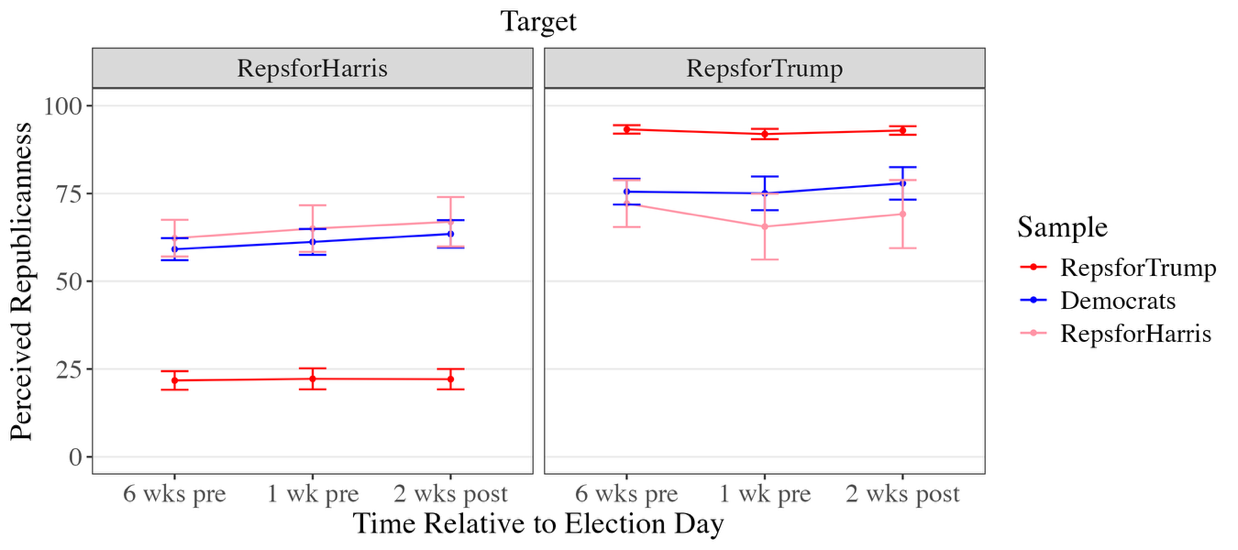 Target
RepsforHarris
RepsforTrump
Perceived Republicanness
100
75
50
25
0
6 wks pre
1 wk pre
2 wks post
6 wks pre
1 wk pre
2 wks post
Time Relative to Election Day
Sample
RepsforTrump
Democrats
RepsforHarris